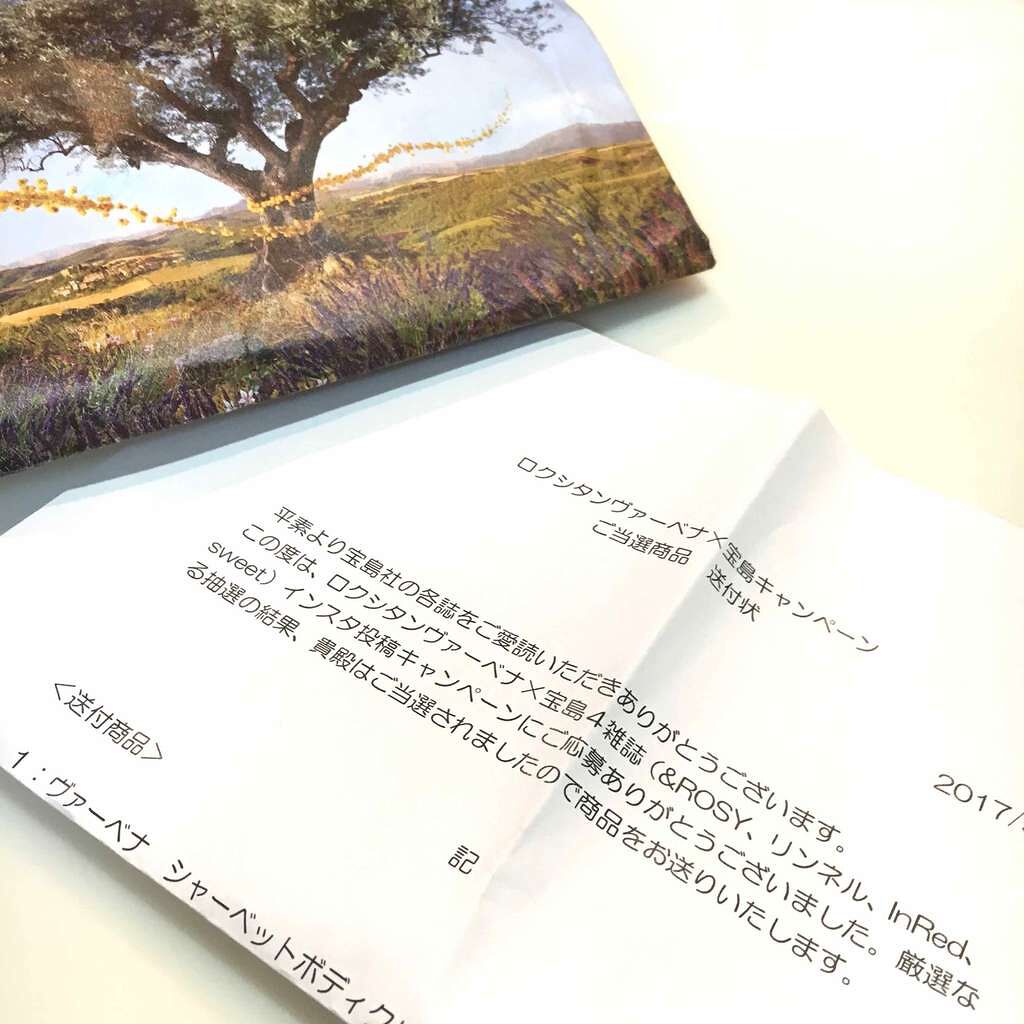 2017/
ロクシタンヴァーベナ×宝島キャンペーン
ご当選商品 送付状
平素より宝島社の各誌をご愛読いただきありがとうございます。
この度は、ロクシタンヴァーベナ×宝島４雑誌（&ROSY、リンネル、InRed、
sweet）インスタ投稿キャンペーンにご応募ありがとうございました。厳選な
る抽選の結果、貴殿はご当選されましたので商品をお送りいたします。
記
＜送付商品＞
１：ヴァーベナ シャーベットボディク